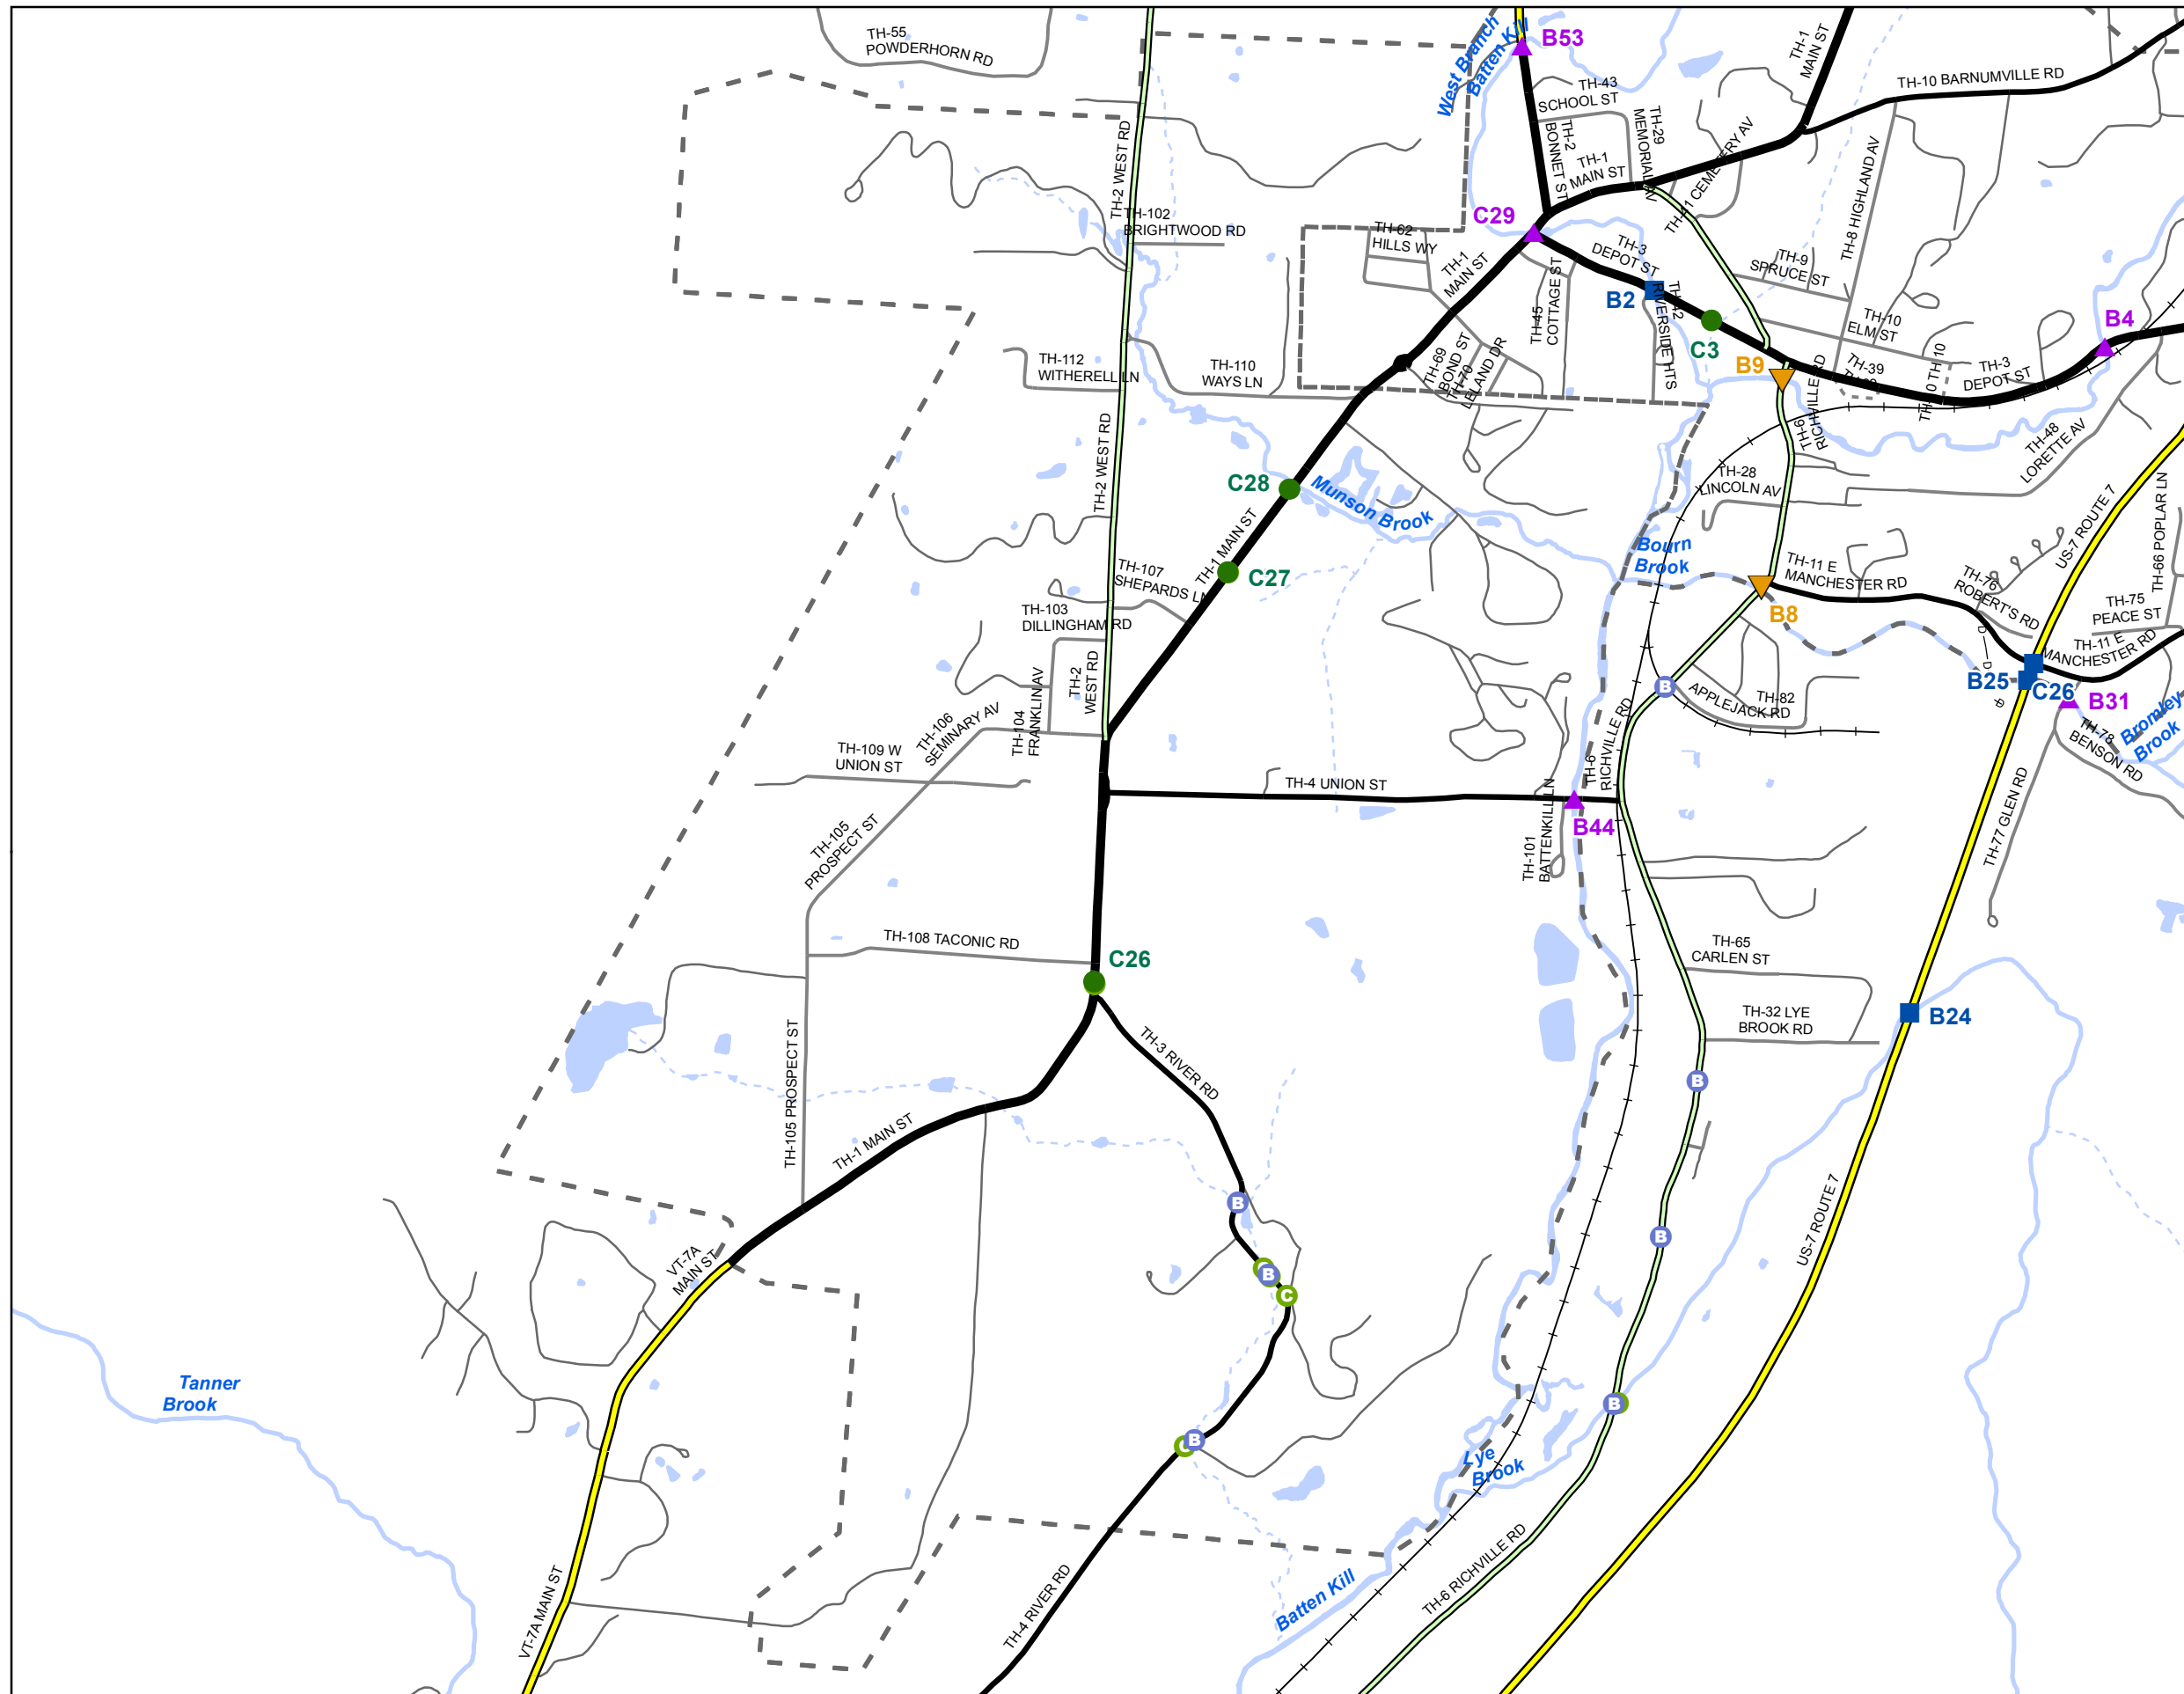 TH-55
POWDERHORN RD
West Branch
Batten Kill
B53
TH-1
MAIN ST
TH-10 BARNUMVILLE RD
TH-43
SCHOOL ST
TH-2
BONNET ST
TH-29
MEMORIAL AV
TH-1
MAIN ST
CEMETERY AV
TH-8 HIGHLAND AV
TH-2 WEST RD
TH-102
BRIGHTWOOD RD
C29
TH-62
HILLS WY
TH-1
MAIN ST
TH-3
DEPOT ST
TH-9
SPRUCE ST
B2
TH-42
RIVERSIDE HTS
TH-45
COTTAGE ST
C3
TH-10
ELM ST
B4
B9
TH-112
WITHERELL LN
TH-110
WAYS LN
TH-69
BOND ST
TH-70
LELAND DR
TH-39
TH-10
TH-10
TH-3
DEPOT ST
TH-6
RICHVILLE RD
TH-2 WEST RD
C28
Munson Brook
TH-28
LINCOLN AV
TH-48
LORETTE AV
US-7 ROUTE 7
TH-66 POPLAR LN
TH-1 MAIN ST
C27
TH-107
SHEPARDS LN
Bourn
Brook
TH-11 E
MANCHESTER RD
TH-76
ROBERT'S RD
TH-75
PEACE ST
B8
TH-103
DILLINGHAM RD
TH-11 E
MANCHESTER RD
D
D
D
B25
C26
B31
TH-2
WEST RD
TH-104
FRANKLIN AV
TH-106
SEMINARY AV
B
APPLEJACK RD
TH-82
Bromley
Brook
TH-78
BENSON RD
TH-109 W
UNION ST
TH-4 UNION ST
TH-6
RICHVILLE RD
B44
TH-77 GLEN RD
TH-105
PROSPECT ST
TH-101
BATTENKILL LN
TH-108 TACONIC RD
C26
TH-65
CARLEN ST
TH-32 LYE
BROOK RD
B24
TH-105 PROSPECT ST
TH-3 RIVER RD
B
TH-1 MAIN ST
B
B
US-7 ROUTE 7
VT-7A
MAIN ST
C
B
C
Tanner
Brook
B
C
B
Lye
Brook
TH-6 RICHVILLE RD
Batten Kill
TH-4 RIVER RD
VT-7A MAIN ST